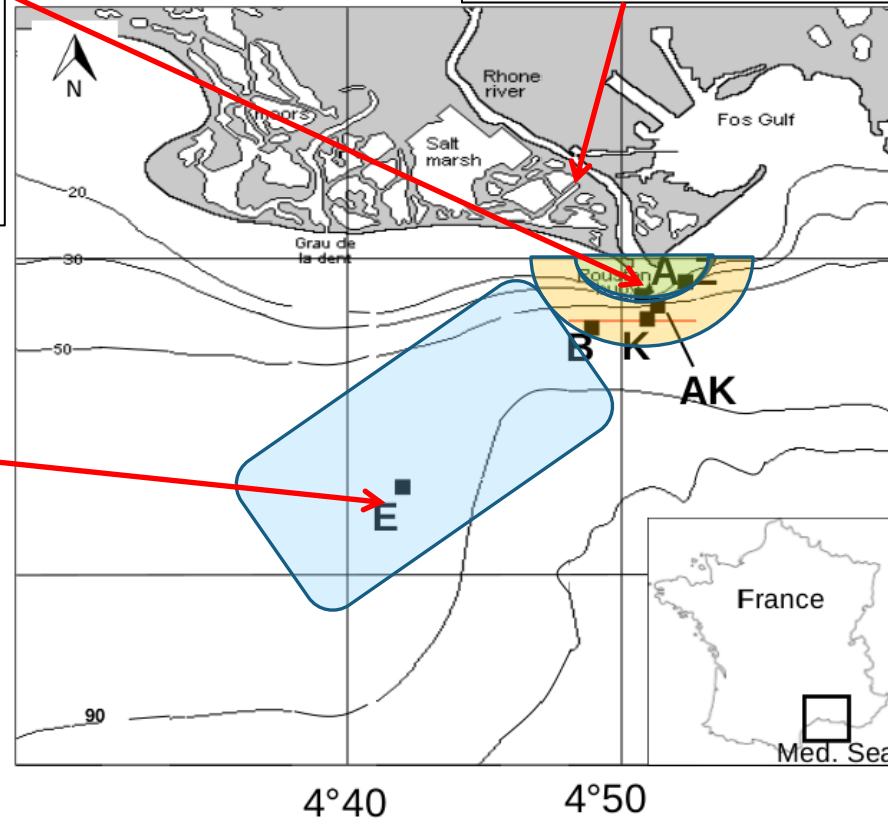 N
moors
Rhone
river
Fos Gulf
Salt
marsh
20
Grau de
la dent
30
A
50
B
K
AK
E
France
90
Med. Sea
4°40
4°50